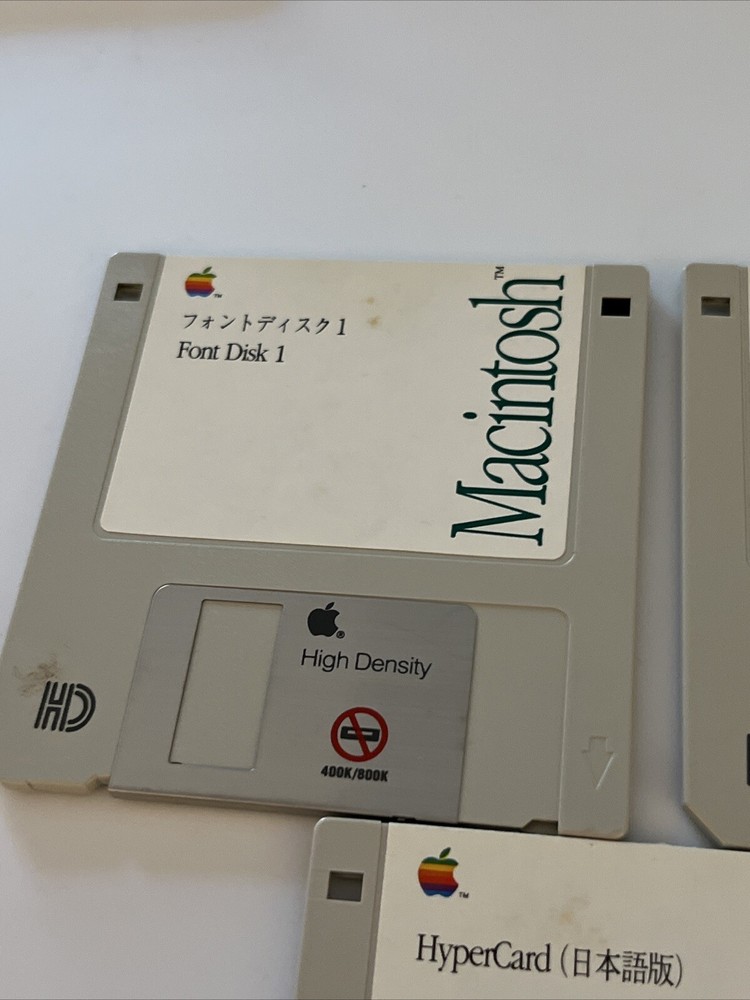 フォントディスク1
Font Disk 1
Macintosh™
High Density
400K/800K
HD
HyperCard (日本語版)